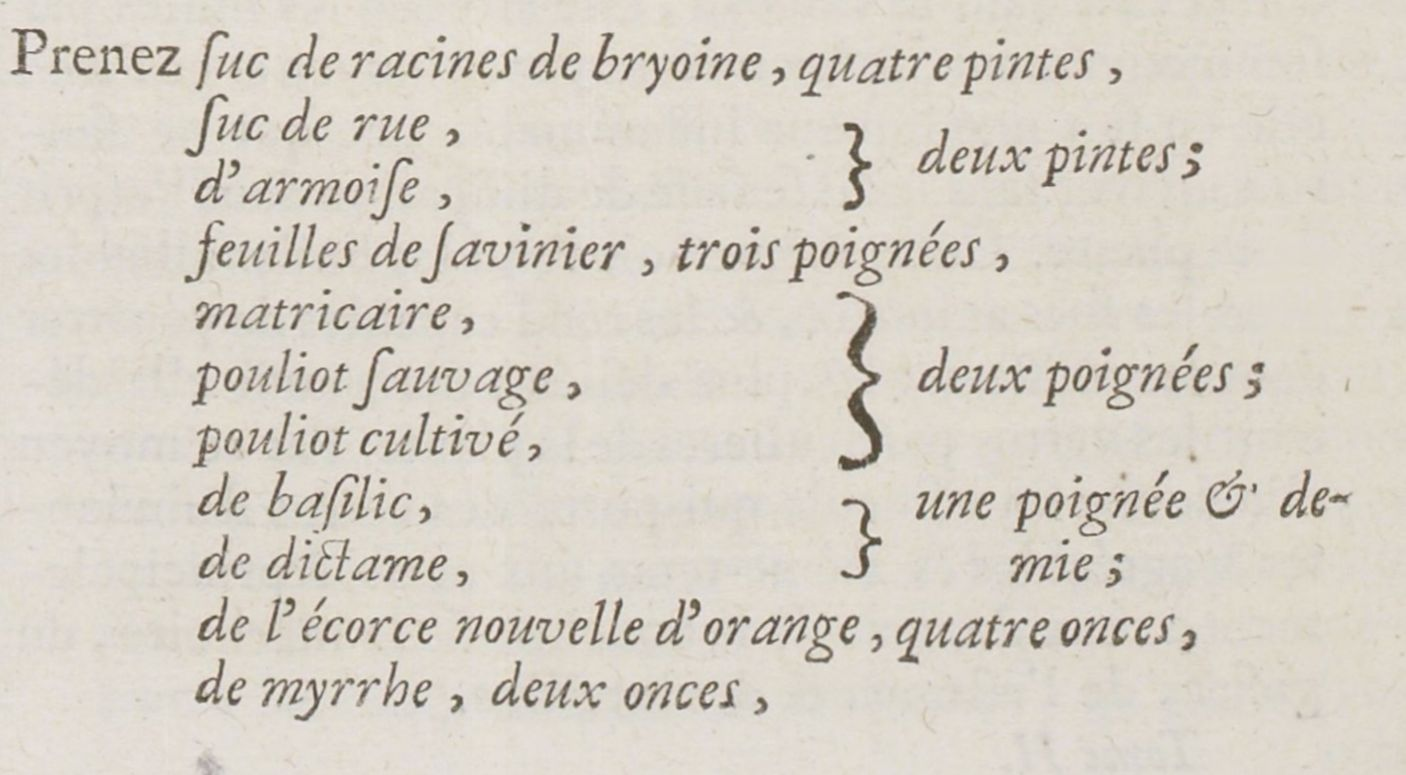 Prenez ſuc de racines de bryoine, quatre pintes,
ſuc de rue,
d'armoiſe,
} deux pintes;
feuilles de ſavinier, trois poignées,
matricaire,
pouliot ſauvage,
pouliot cultivé,
} deux poignées;
de baſilic,
de dictame,
} une poignée & de-
mie;
de l'écorce nouvelle d'orange, quatre onces,
de myrrhe, deux onces,